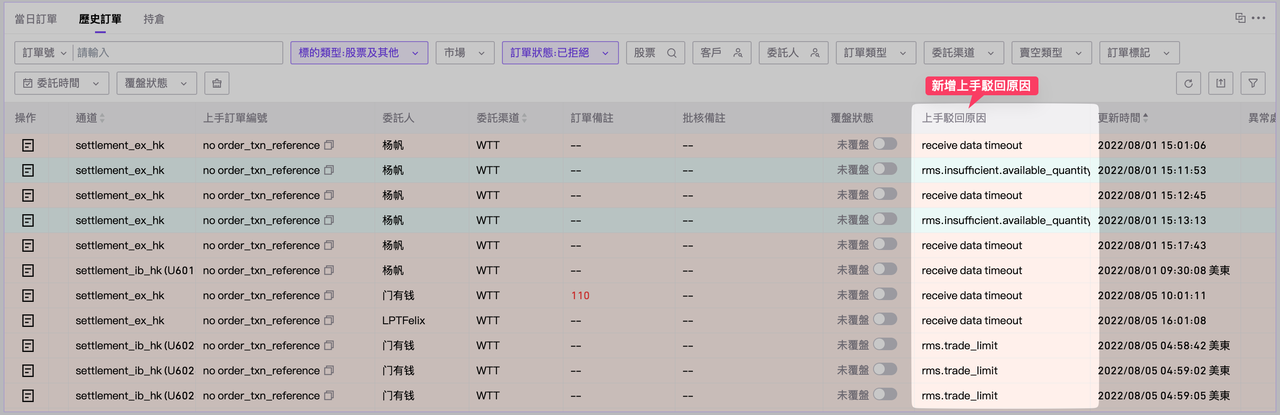 當日訂單 歷史訂單 持倉
訂單號 請輸入 標的類型:股票及其他 市場 訂單狀態:已拒絕 股票 客戶 委託人 訂單類型 委託渠道 賣空類型 訂單標記
委託時間 覆盤狀態
新增上手駁回原因
操作 通道 上手訂單編號 委託人 委託渠道 訂單備註 批核備註 覆盤狀態 上手駁回原因 更新時間 異常處
settlement_ex_hk no order_txn_reference 杨帆 WTT -- -- 未覆盤 receive data timeout 2022/08/01 15:01:06
settlement_ex_hk no order_txn_reference 杨帆 WTT -- -- 未覆盤 rms.insufficient.available_quantity 2022/08/01 15:11:53
settlement_ex_hk no order_txn_reference 杨帆 WTT -- -- 未覆盤 receive data timeout 2022/08/01 15:12:45
settlement_ex_hk no order_txn_reference 杨帆 WTT -- -- 未覆盤 rms.insufficient.available_quantity 2022/08/01 15:13:13
settlement_ex_hk no order_txn_reference 杨帆 WTT -- -- 未覆盤 receive data timeout 2022/08/01 15:17:43
settlement_ib_hk (U601 no order_txn_reference 杨帆 WTT -- -- 未覆盤 receive data timeout 2022/08/01 09:30:08 美東
settlement_ex_hk no order_txn_reference 门有钱 WTT 110 -- 未覆盤 receive data timeout 2022/08/05 10:01:11
settlement_ex_hk no order_txn_reference LPTFelix WTT -- -- 未覆盤 receive data timeout 2022/08/05 16:01:08
settlement_ib_hk (U602 no order_txn_reference 门有钱 WTT -- -- 未覆盤 rms.trade_limit 2022/08/05 04:58:42 美東
settlement_ib_hk (U602 no order_txn_reference 门有钱 WTT -- -- 未覆盤 rms.trade_limit 2022/08/05 04:59:02 美東
settlement_ib_hk (U602 no order_txn_reference 门有钱 WTT -- -- 未覆盤 rms.trade_limit 2022/08/05 04:59:05 美東